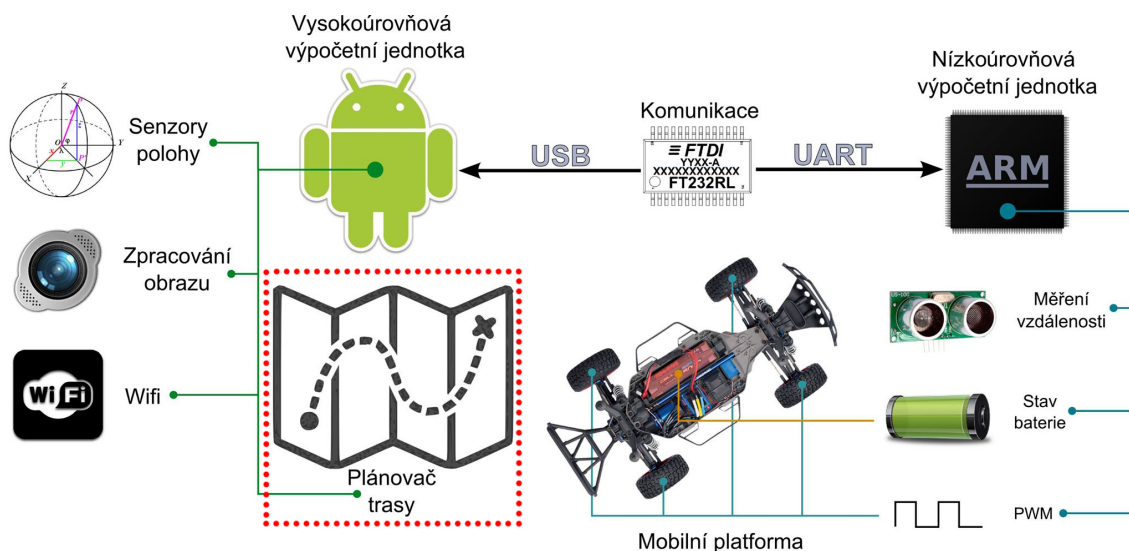 Vysokoúrovňová
výpočetní jednotka
Nízkoúrovňová
výpočetní jednotka
Komunikace
Senzory
polohy
Z
Y
X
USB
FTDI
YYXX-A
XXXXXXXXXXXX
FT232RL
UART
ARM
Zpracování
obrazu
Měření
vzdálenosti
WiFi
Wifi
Stav
baterie
Plánovač
trasy
PWM
Mobilní platforma